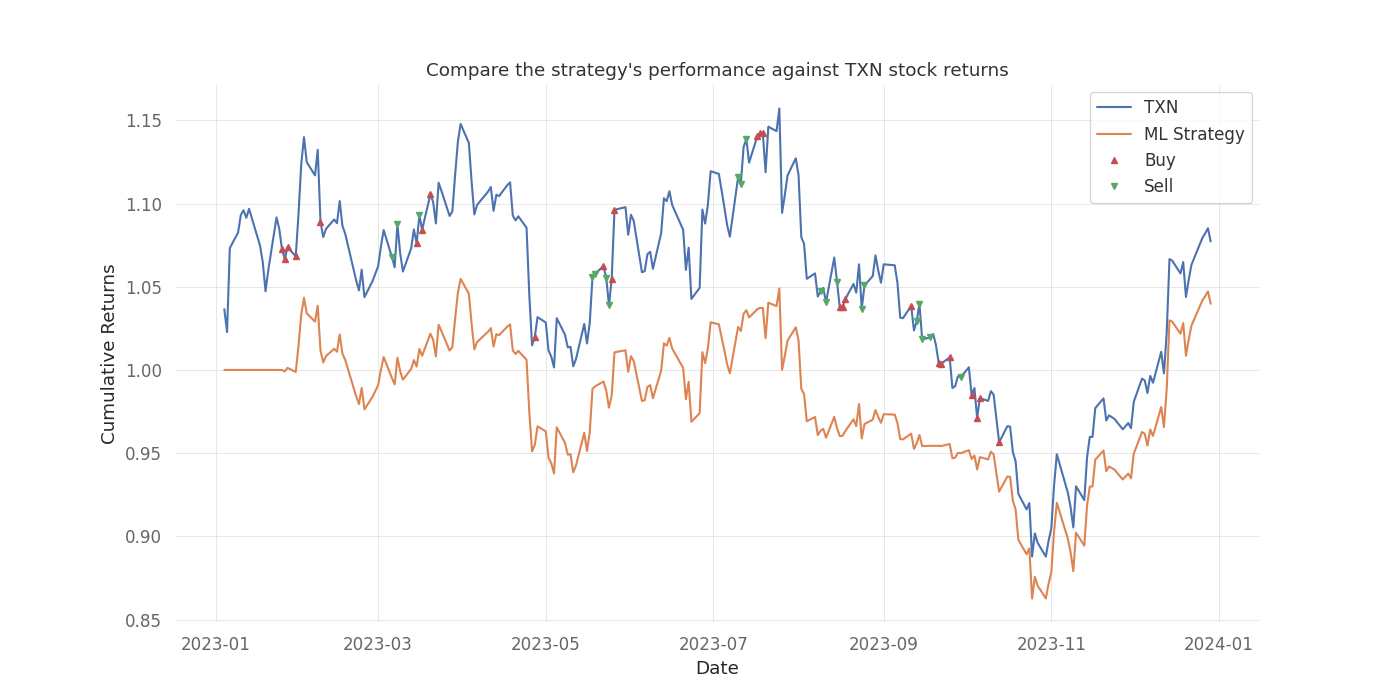 Compare the strategy's performance against TXN stock returns
TXN
ML Strategy
Buy
Sell
Cumulative Returns
1.15
1.10
1.05
1.00
0.95
0.90
0.85
2023-01
2023-03
2023-05
2023-07
2023-09
2023-11
2024-01
Date